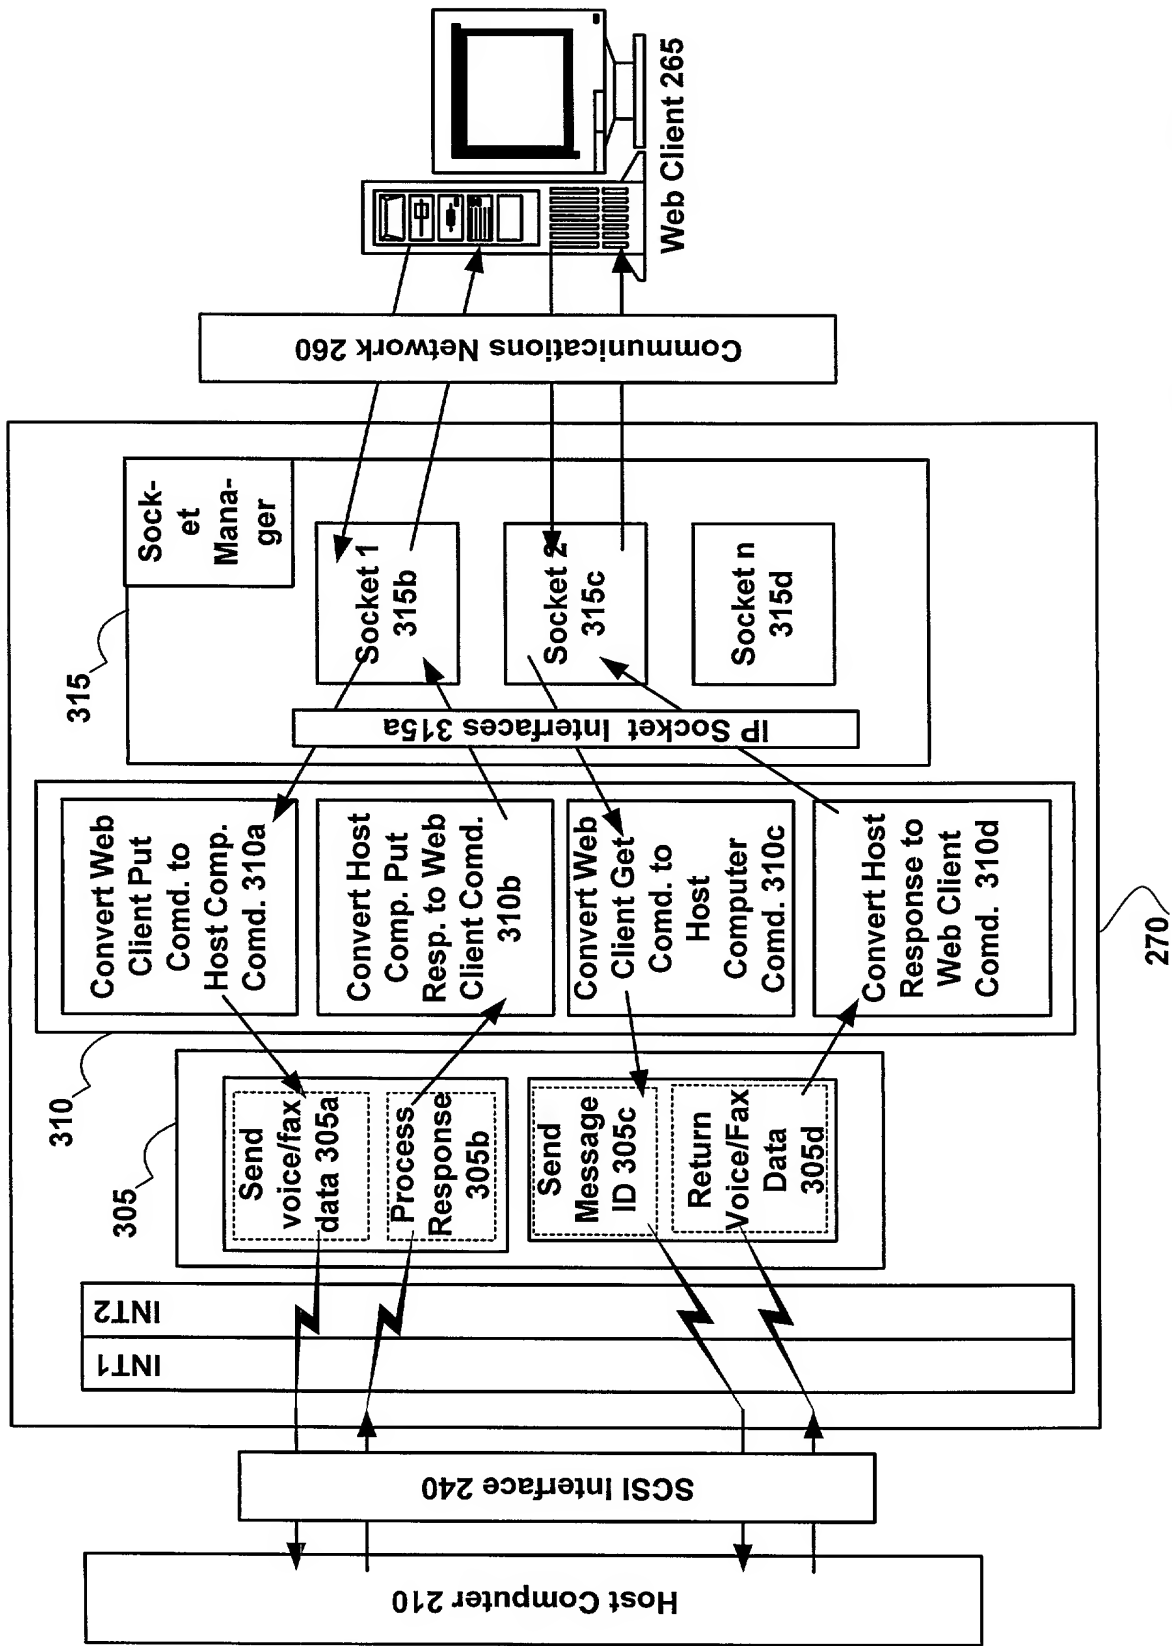 Host Computer 210
SCSI Interface 240
INT1
INT2
305
Send
voice/fax
data 305a
Process
Response
305b
Send
Message
ID 305c
Return
Voice/Fax
Data
305d
310
Convert Web
Client Put
Comd. to
Host Comp.
Comd. 310a
Convert Host
Comp. Put
Resp. to Web
Client Comd.
310b
Convert Web
Client Get
Comd. to
Host
Computer
Comd. 310c
Convert Host
Response to
Web Client
Comd. 310d
315
IP Socket Interfaces 315a
Sock-
et
Mana-
ger
Socket 1
315b
Socket 2
315c
Socket n
315d
270
Communications Network 260
Web Client 265